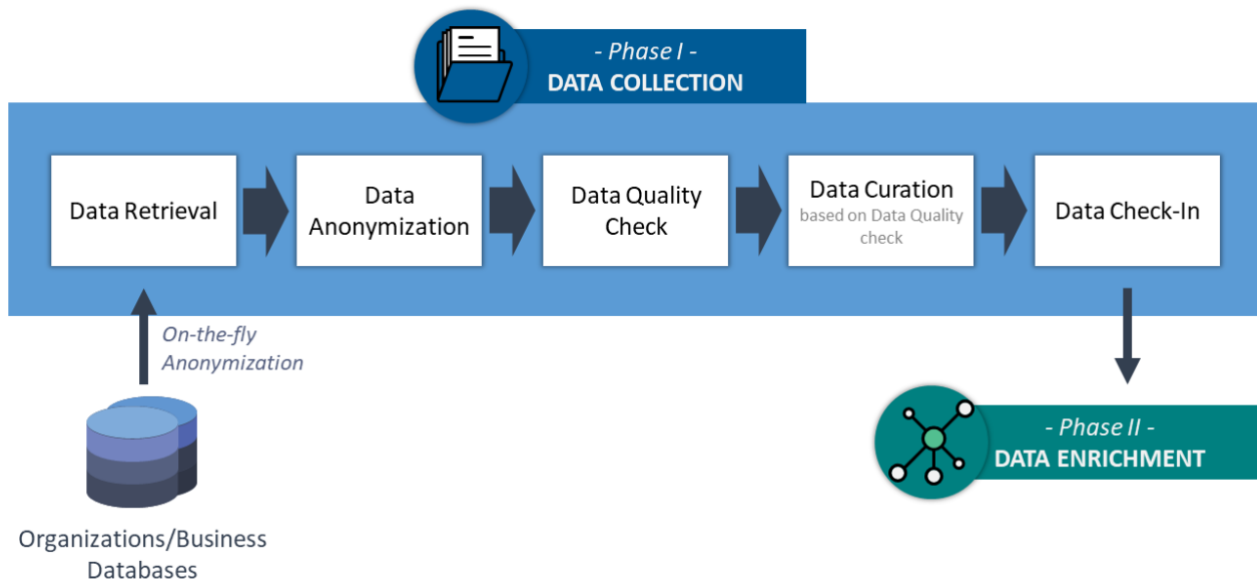 - Phase I -
DATA COLLECTION
Data Retrieval
Data
Anonymization
Data Quality
Check
Data Curation
based on Data Quality
check
Data Check-In
On-the-fly
Anonymization
Organizations/Business
Databases
- Phase II -
DATA ENRICHMENT